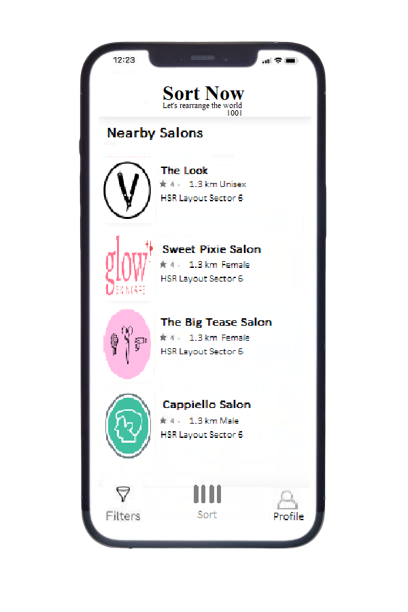 12:23
Sort Now
Let's rearrange the world
1001
Nearby Salons
The Look
★ 4 - 1.3 km Unisex
HSR Layout Sector 6
glow
Sweet Pixie Salon
★ 4 - 1.3 km Female
HSR Layout Sector 6
The Big Tease Salon
★ 4 - 1.3 km Female
HSR Layout Sector 6
Cappiello Salon
★ 4 - 1.3 km Male
HSR Layout Sector 6
Filters
Sort
Profile